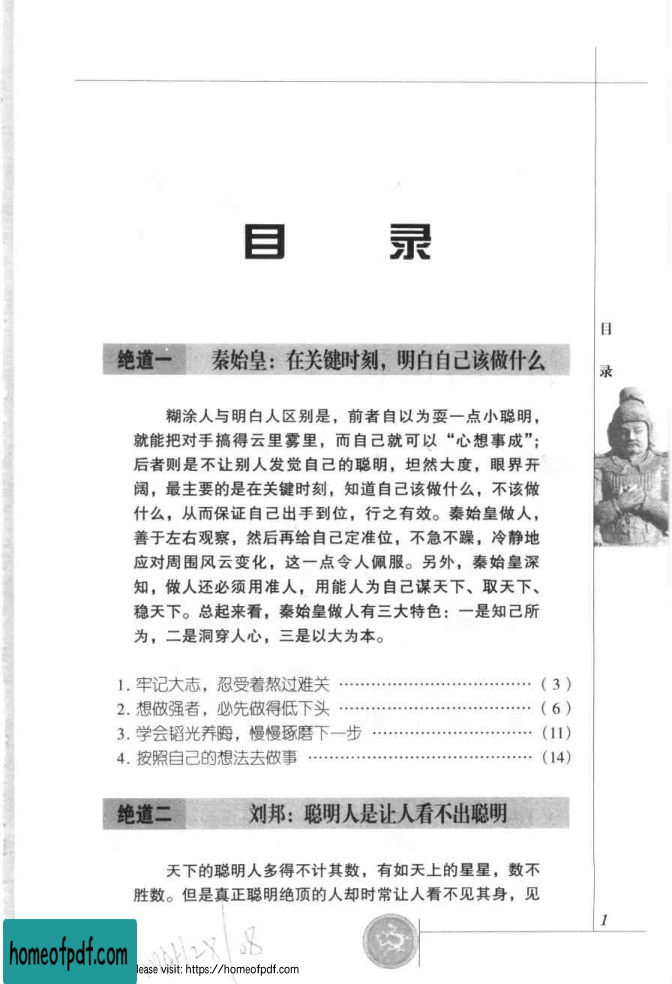 目 录
绝道一 秦始皇：在关键时刻，明白自己该做什么
糊涂人与明白人区别是，前者自以为耍一点小聪明，
就能把对手搞得云里雾里，而自己就可以“心想事成”；
后者则是不让别人发觉自己的聪明，坦然大度，眼界开
阔，最主要的是在关键时刻，知道自己该做什么，不该做
什么，从而保证自己出手到位，行之有效。秦始皇做人，
善于左右观察，然后再给自己定准位，不急不躁，冷静地
应对周围风云变化，这一点令人佩服。另外，秦始皇深
知，做人还必须用准人，用能人为自己谋天下、取天下、
稳天下。总起来看，秦始皇做人有三大特色：一是知己所
为，二是洞穿人心，三是以大为本。
1. 牢记大志，忍受着熬过难关 ……………………………（3）
2. 想做强者，必先做得低下头 ……………………………（6）
3. 学会韬光养晦，慢慢琢磨下一步 ………………………（11）
4. 按照自己的想法去做事 …………………………………（14）
绝道二 刘邦：聪明人是让人看不出聪明
天下的聪明人多得不计其数，有如天上的星星，数不
胜数。但是真正聪明绝顶的人却时常让人看不见其身，见
目
录
1
homeofpdf.com
lease visit: https://homeofpdf.com